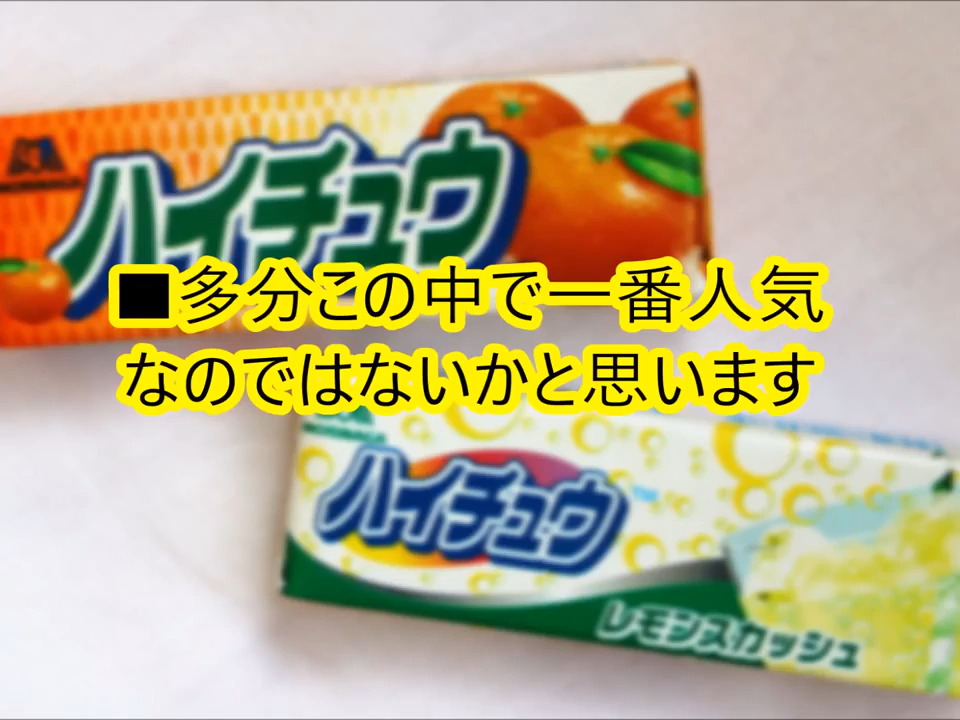 ハイチュウ
■多分この中で一番人気
なのではないかと思います
ハイチュウ
レモンスカッシュ